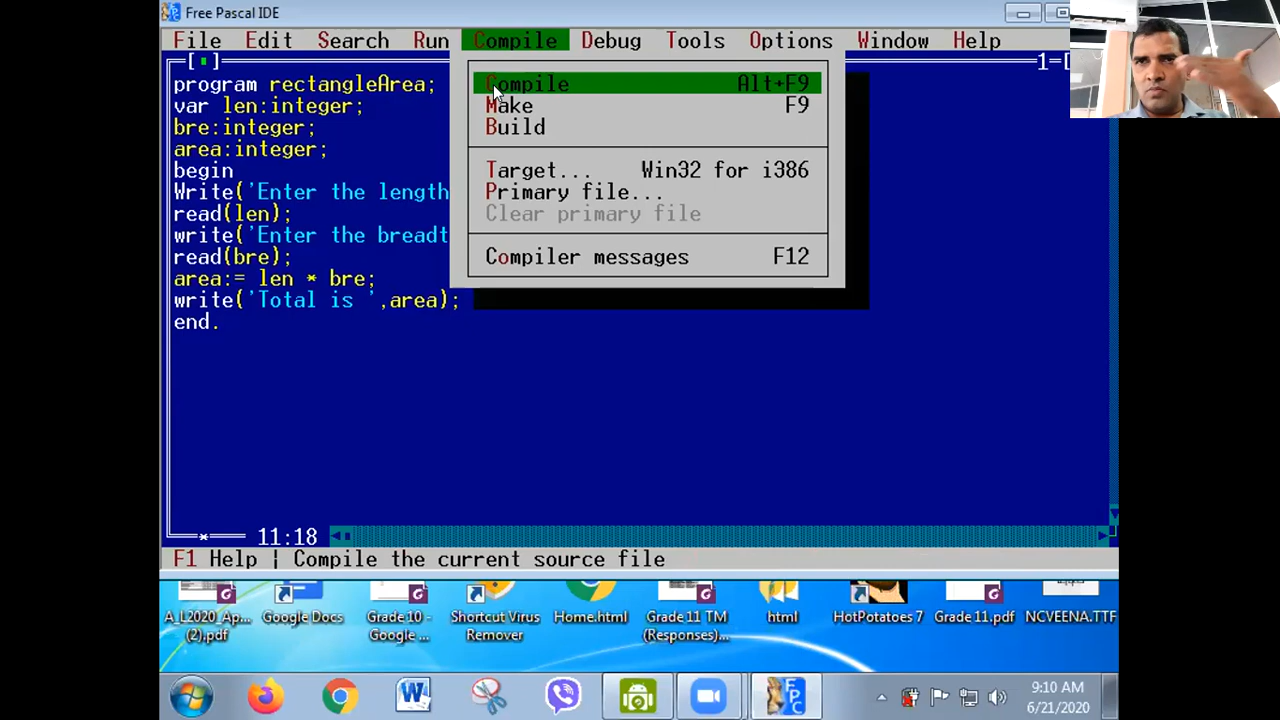 Free Pascal IDE
File Edit Search Run Compile Debug Tools Options Window Help
1
program rectangleArea;
var len:integer;
bre:integer;
area:integer;
begin
Write('Enter the length
read(len);
write('Enter the breadt
read(bre);
area:= len * bre;
write('Total is ',area);
end.
Compile Alt+F9
Make F9
Build
Target... Win32 for i386
Primary file...
Clear primary file
Compiler messages F12
* 11:18
F1 Help | Compile the current source file
A_L2020_Ap...
(2).pdf
Google Docs
Grade 10 -
Google ...
Shortcut Virus
Remover
Home.html
Grade 11 TM
(Responses)...
html
HotPotatoes 7
Grade 11.pdf
NCVEENA.TTF
9:10 AM
6/21/2020